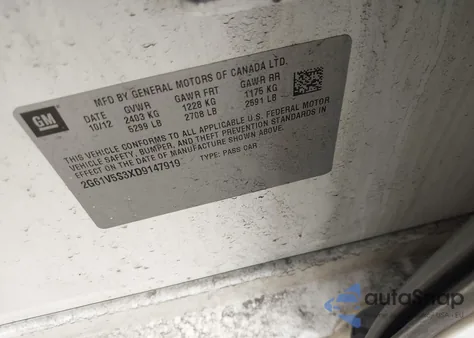 GM
MFD BY GENERAL MOTORS OF CANADA LTD.
DATE GVWR GAWR FRT GAWR RR
10/12 2403 KG 1228 KG 1175 KG
5299 LB 2708 LB 2591 LB
THIS VEHICLE CONFORMS TO ALL APPLICABLE U.S. FEDERAL MOTOR
VEHICLE SAFETY, BUMPER, AND THEFT PREVENTION STANDARDS IN
EFFECT ON THE DATE OF MANUFACTURE SHOWN ABOVE.
2G61V5S3XD9147919 TYPE: PASS CAR
autoSnap